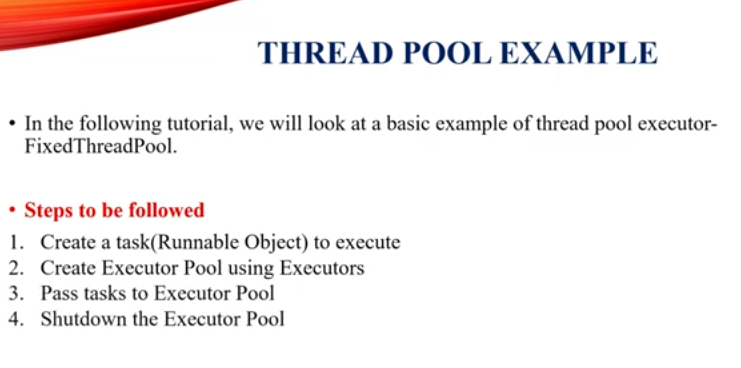 THREAD POOL EXAMPLE
• In the following tutorial, we will look at a basic example of thread pool executor-
FixedThreadPool.
• Steps to be followed
1. Create a task(Runnable Object) to execute
2. Create Executor Pool using Executors
3. Pass tasks to Executor Pool
4. Shutdown the Executor Pool